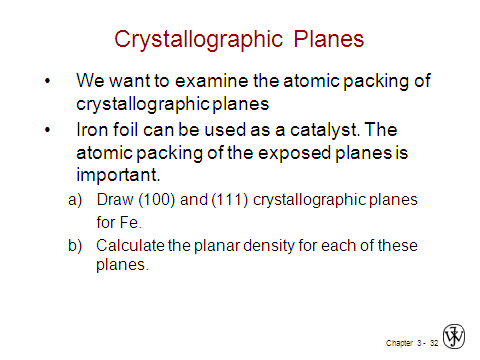 Crystallographic Planes
• We want to examine the atomic packing of
crystallographic planes
• Iron foil can be used as a catalyst. The
atomic packing of the exposed planes is
important.
a) Draw (100) and (111) crystallographic planes
for Fe.
b) Calculate the planar density for each of these
planes.
Chapter 3 - 32